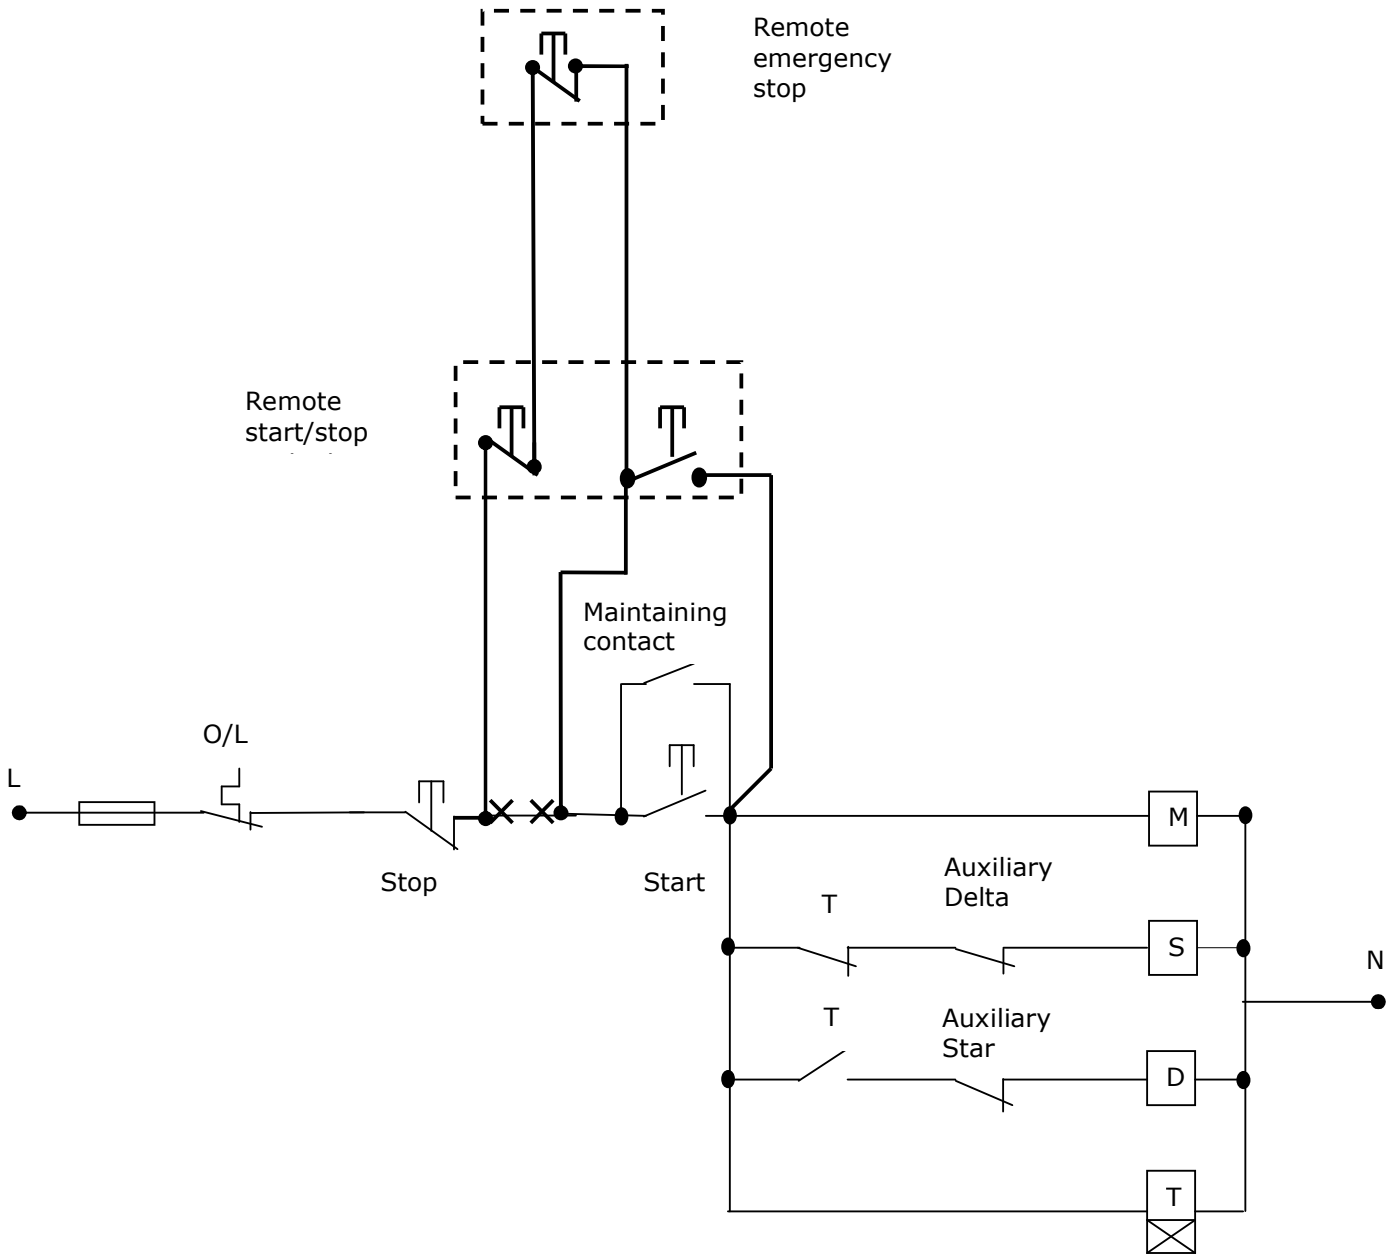 Remote
emergency
stop
Remote
start/stop
Maintaining
contact
O/L
L
Stop
Start
M
Auxiliary
Delta
T
S
N
T
Auxiliary
Star
D
T